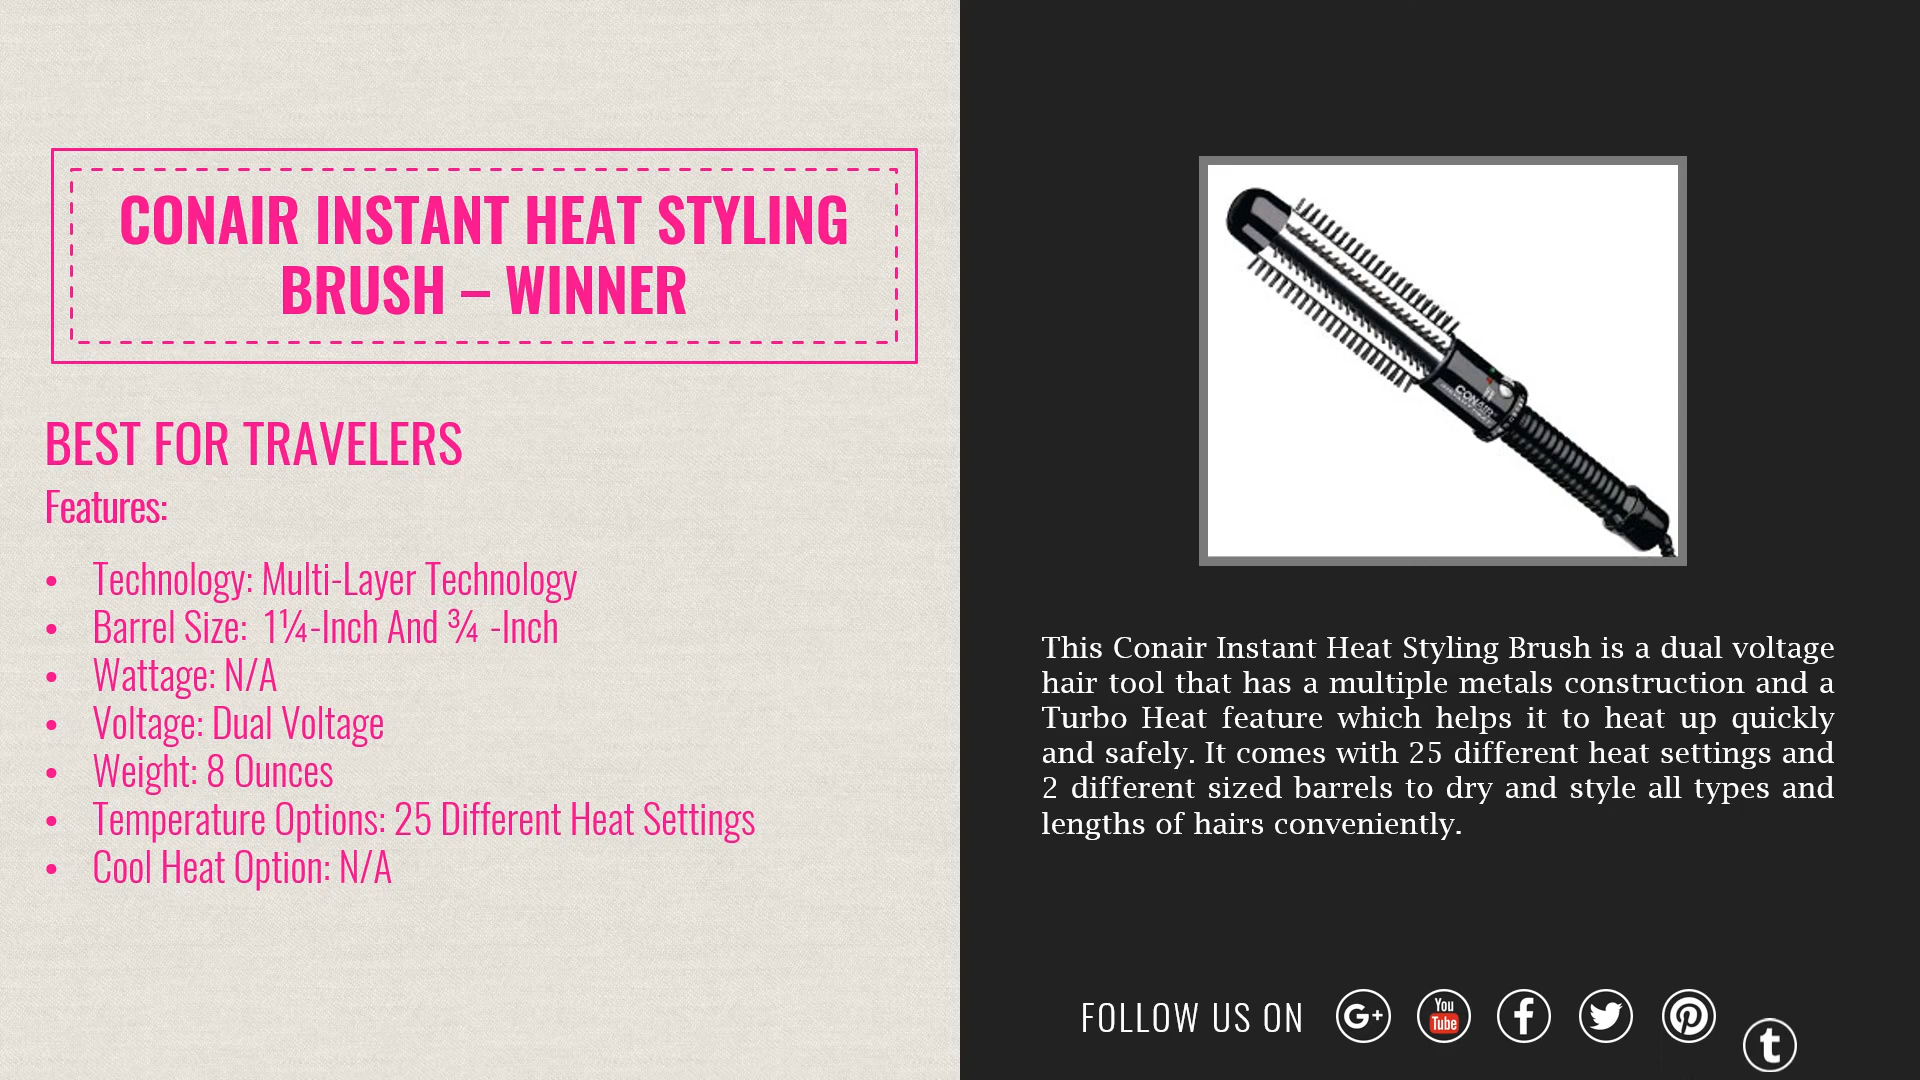 CONAIR INSTANT HEAT STYLING
BRUSH – WINNER
BEST FOR TRAVELERS
Features:
• Technology: Multi-Layer Technology
• Barrel Size:  1¼-Inch And ¾ -Inch
• Wattage: N/A
• Voltage: Dual Voltage
• Weight: 8 Ounces
• Temperature Options: 25 Different Heat Settings
• Cool Heat Option: N/A
CONAIR
This Conair Instant Heat Styling Brush is a dual voltage
hair tool that has a multiple metals construction and a
Turbo Heat feature which helps it to heat up quickly
and safely. It comes with 25 different heat settings and
2 different sized barrels to dry and style all types and
lengths of hairs conveniently.
FOLLOW US ON G+ You Tube f t